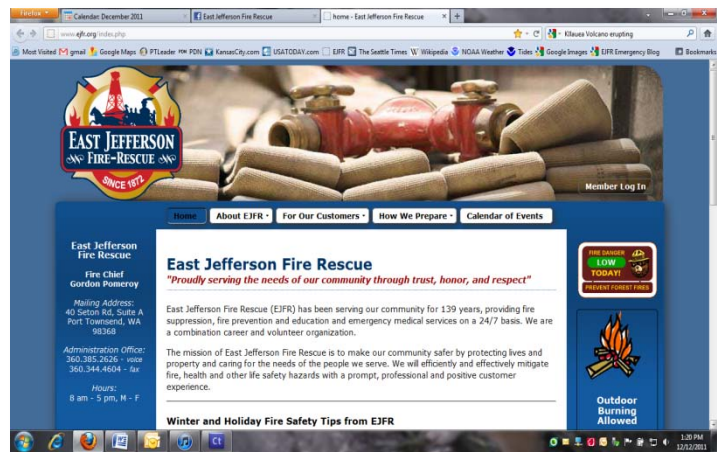 Firefox
Calendar: December 2011
East Jefferson Fire Rescue
home - East Jefferson Fire Rescue
www.ejfr.org/index.php
Kilauea Volcano erupting
Most Visited
gmail
Google Maps
PTLeader
PDN
KansasCity.com
USATODAY.com
EJFR
The Seattle Times
Wikipedia
NOAA Weather
Tides
Google Images
EJFR Emergency Blog
Bookmarks
EAST JEFFERSON
FIRE-RESCUE
SINCE 1872
Member Log In
Home
About EJFR
For Our Customers
How We Prepare
Calendar of Events
East Jefferson
Fire Rescue
Fire Chief
Gordon Pomeroy
Mailing Address:
40 Seton Rd, Suite A
Port Townsend, WA
98368
Administration Office:
360.385.2626 - voice
360.344.4604 - fax
Hours:
8 am - 5 pm, M - F
East Jefferson Fire Rescue
"Proudly serving the needs of our community through trust, honor, and respect"
East Jefferson Fire Rescue (EJFR) has been serving our community for 139 years, providing fire
suppression, fire prevention and education and emergency medical services on a 24/7 basis. We are
a combination career and volunteer organization.
The mission of East Jefferson Fire Rescue is to make our community safer by protecting lives and
property and caring for the needs of the people we serve. We will efficiently and effectively mitigate
fire, health and other life safety hazards with a prompt, professional and positive customer
experience.
Winter and Holiday Fire Safety Tips from EJFR
FIRE DANGER
LOW
TODAY!
PREVENT FOREST FIRES
Outdoor
Burning
Allowed
Ct
1:20 PM
12/12/2011